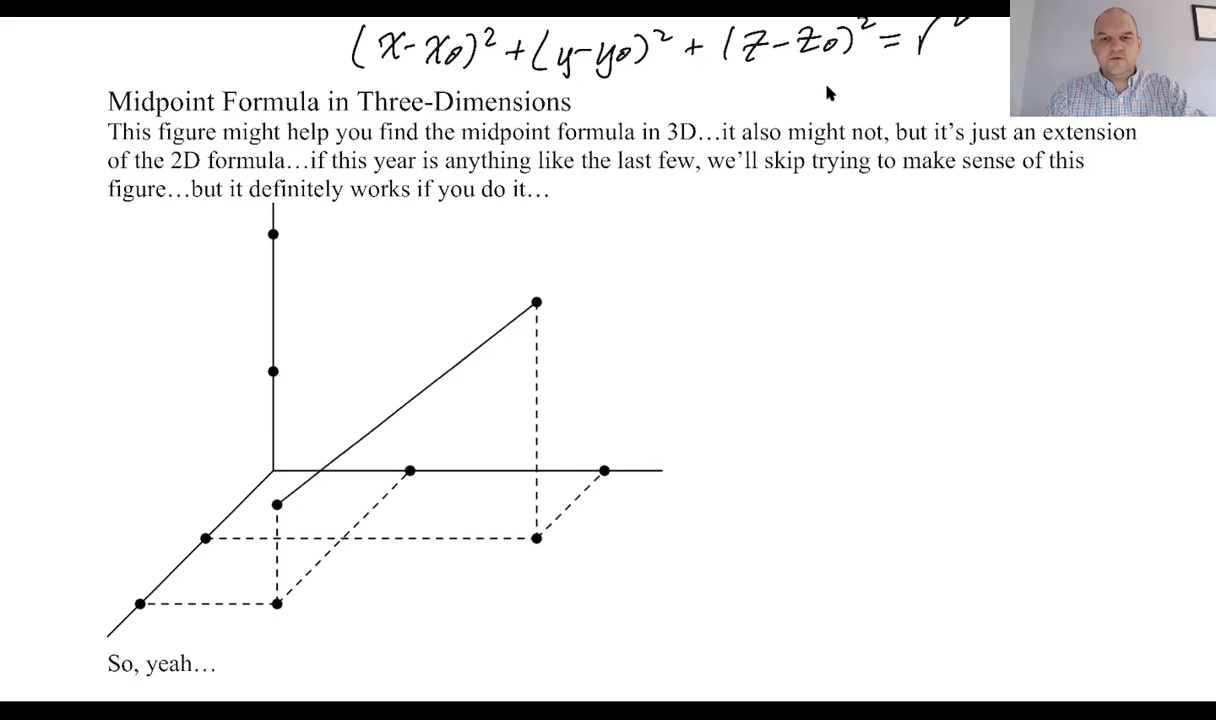 (x-x₀)² + (y-y₀)² + (z-z₀)² = r²
Midpoint Formula in Three-Dimensions
This figure might help you find the midpoint formula in 3D…it also might not, but it’s just an extension
of the 2D formula…if this year is anything like the last few, we’ll skip trying to make sense of this
figure…but it definitely works if you do it…
So, yeah…